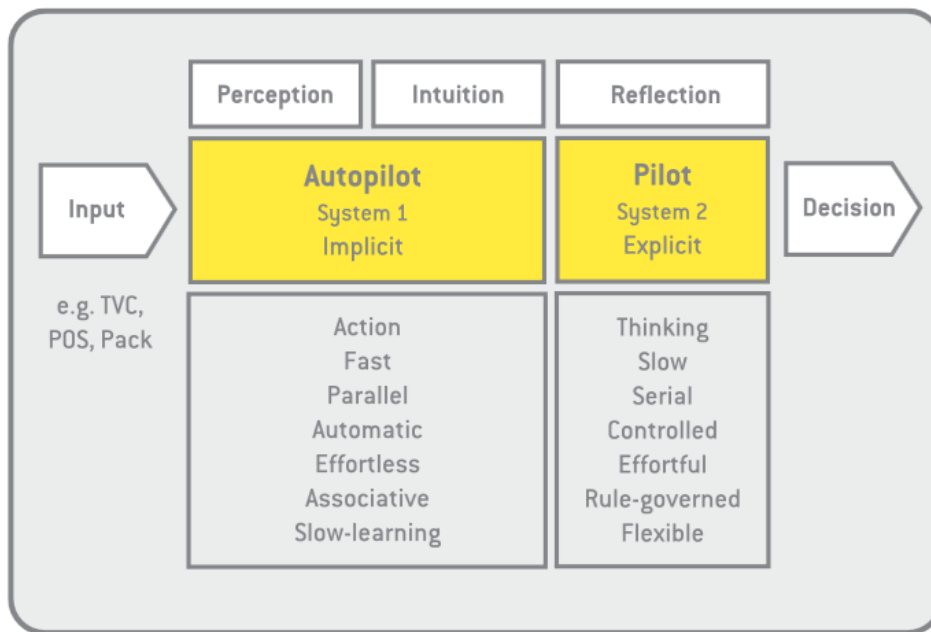 Perception
Intuition
Reflection
Input
e.g. TVC,
POS, Pack
Autopilot
System 1
Implicit
Pilot
System 2
Explicit
Decision
Action
Fast
Parallel
Automatic
Effortless
Associative
Slow-learning
Thinking
Slow
Serial
Controlled
Effortful
Rule-governed
Flexible